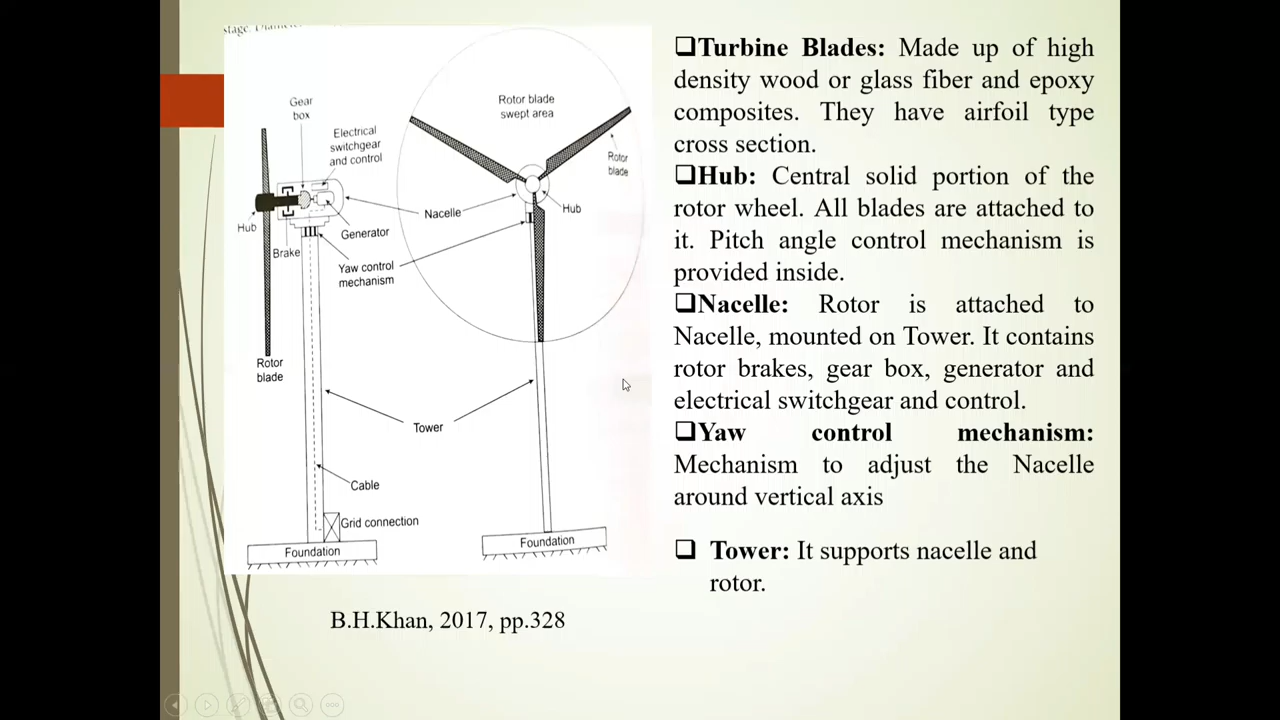 stage.
Gear
box
Electrical
switchgear
and control
Hub
Brake
Generator
Nacelle
Yaw control
mechanism
Rotor
blade
Tower
Cable
Grid connection
Foundation
Rotor blade
swept area
Rotor
blade
Hub
Foundation
B.H.Khan, 2017, pp.328
❑Turbine Blades: Made up of high
density wood or glass fiber and epoxy
composites. They have airfoil type
cross section.
❑Hub: Central solid portion of the
rotor wheel. All blades are attached to
it. Pitch angle control mechanism is
provided inside.
❑Nacelle: Rotor is attached to
Nacelle, mounted on Tower. It contains
rotor brakes, gear box, generator and
electrical switchgear and control.
❑Yaw control mechanism:
Mechanism to adjust the Nacelle
around vertical axis
❑ Tower: It supports nacelle and
rotor.